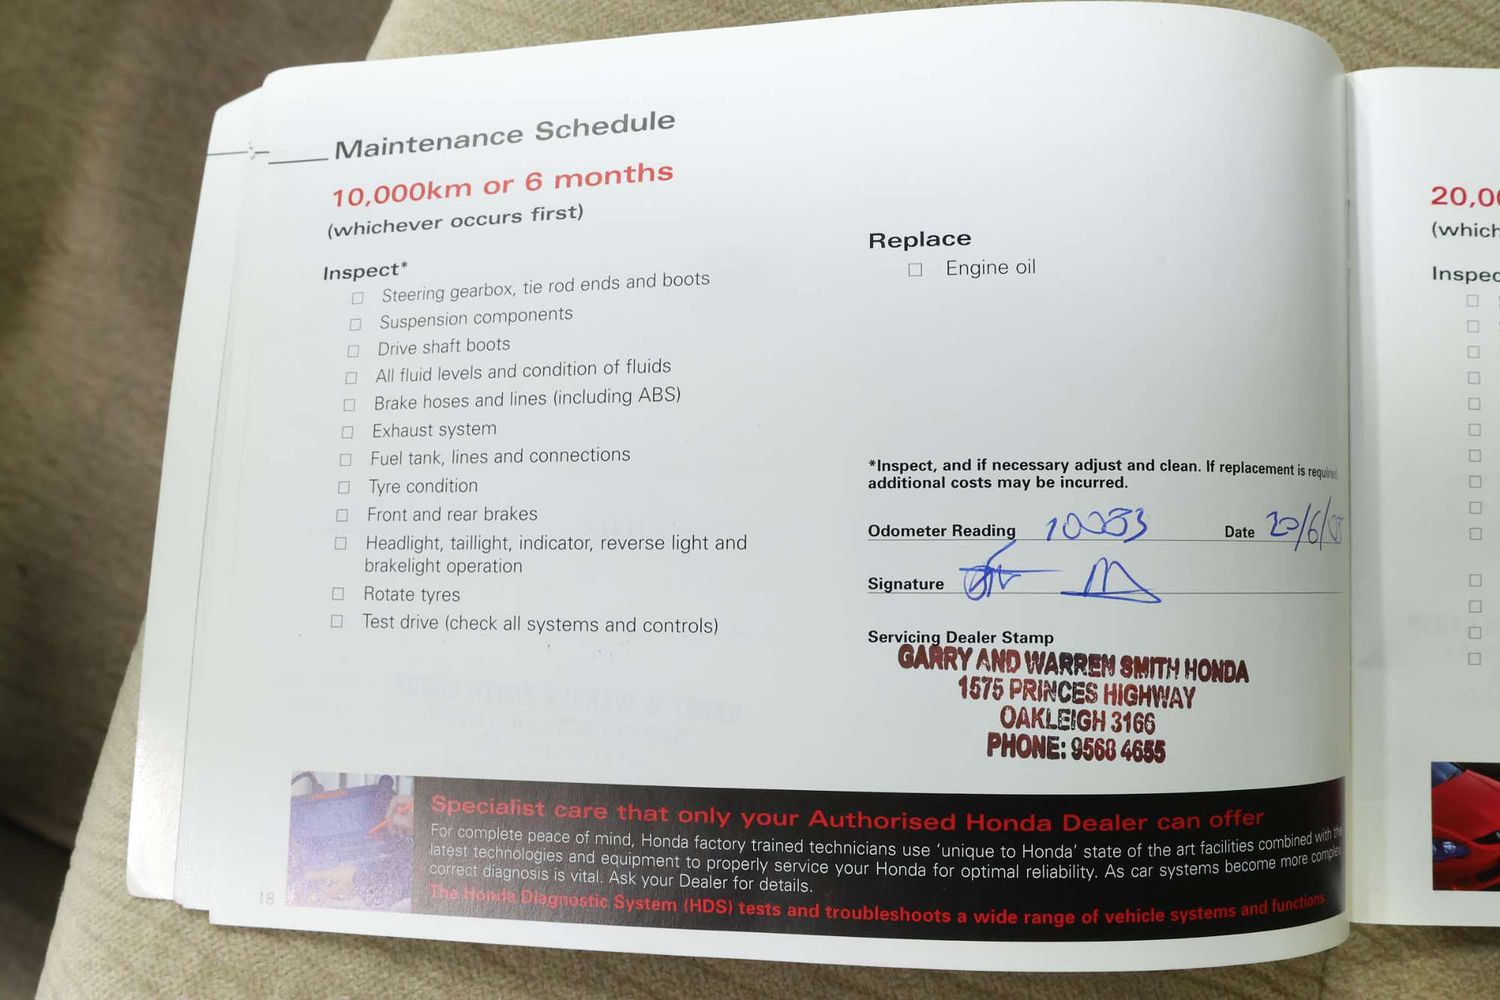 Maintenance Schedule
10,000km or 6 months
(whichever occurs first)
Inspect*
Steering gearbox, tie rod ends and boots
Suspension components
Drive shaft boots
All fluid levels and condition of fluids
Brake hoses and lines (including ABS)
Exhaust system
Fuel tank, lines and connections
Tyre condition
Front and rear brakes
Headlight, taillight, indicator, reverse light and
brakelight operation
Rotate tyres
Test drive (check all systems and controls)
Replace
Engine oil
*Inspect, and if necessary adjust and clean. If replacement is required
additional costs may be incurred.
Odometer Reading
Date
Signature
Servicing Dealer Stamp
GARRY AND WARREN SMITH HONDA
1575 PRINCES HIGHWAY
OAKLEIGH 3166
PHONE: 9568 4655
Specialist care that only your Authorised Honda Dealer can offer
For complete peace of mind, Honda factory trained technicians use 'unique to Honda' state of the art facilities combined with the
latest technologies and equipment to properly service your Honda for optimal reliability. As car systems become more complex
correct diagnosis is vital. Ask your Dealer for details.
The Honda Diagnostic System (HDS) tests and troubleshoots a wide range of vehicle systems and functions.
18
20,00
(which
Inspec